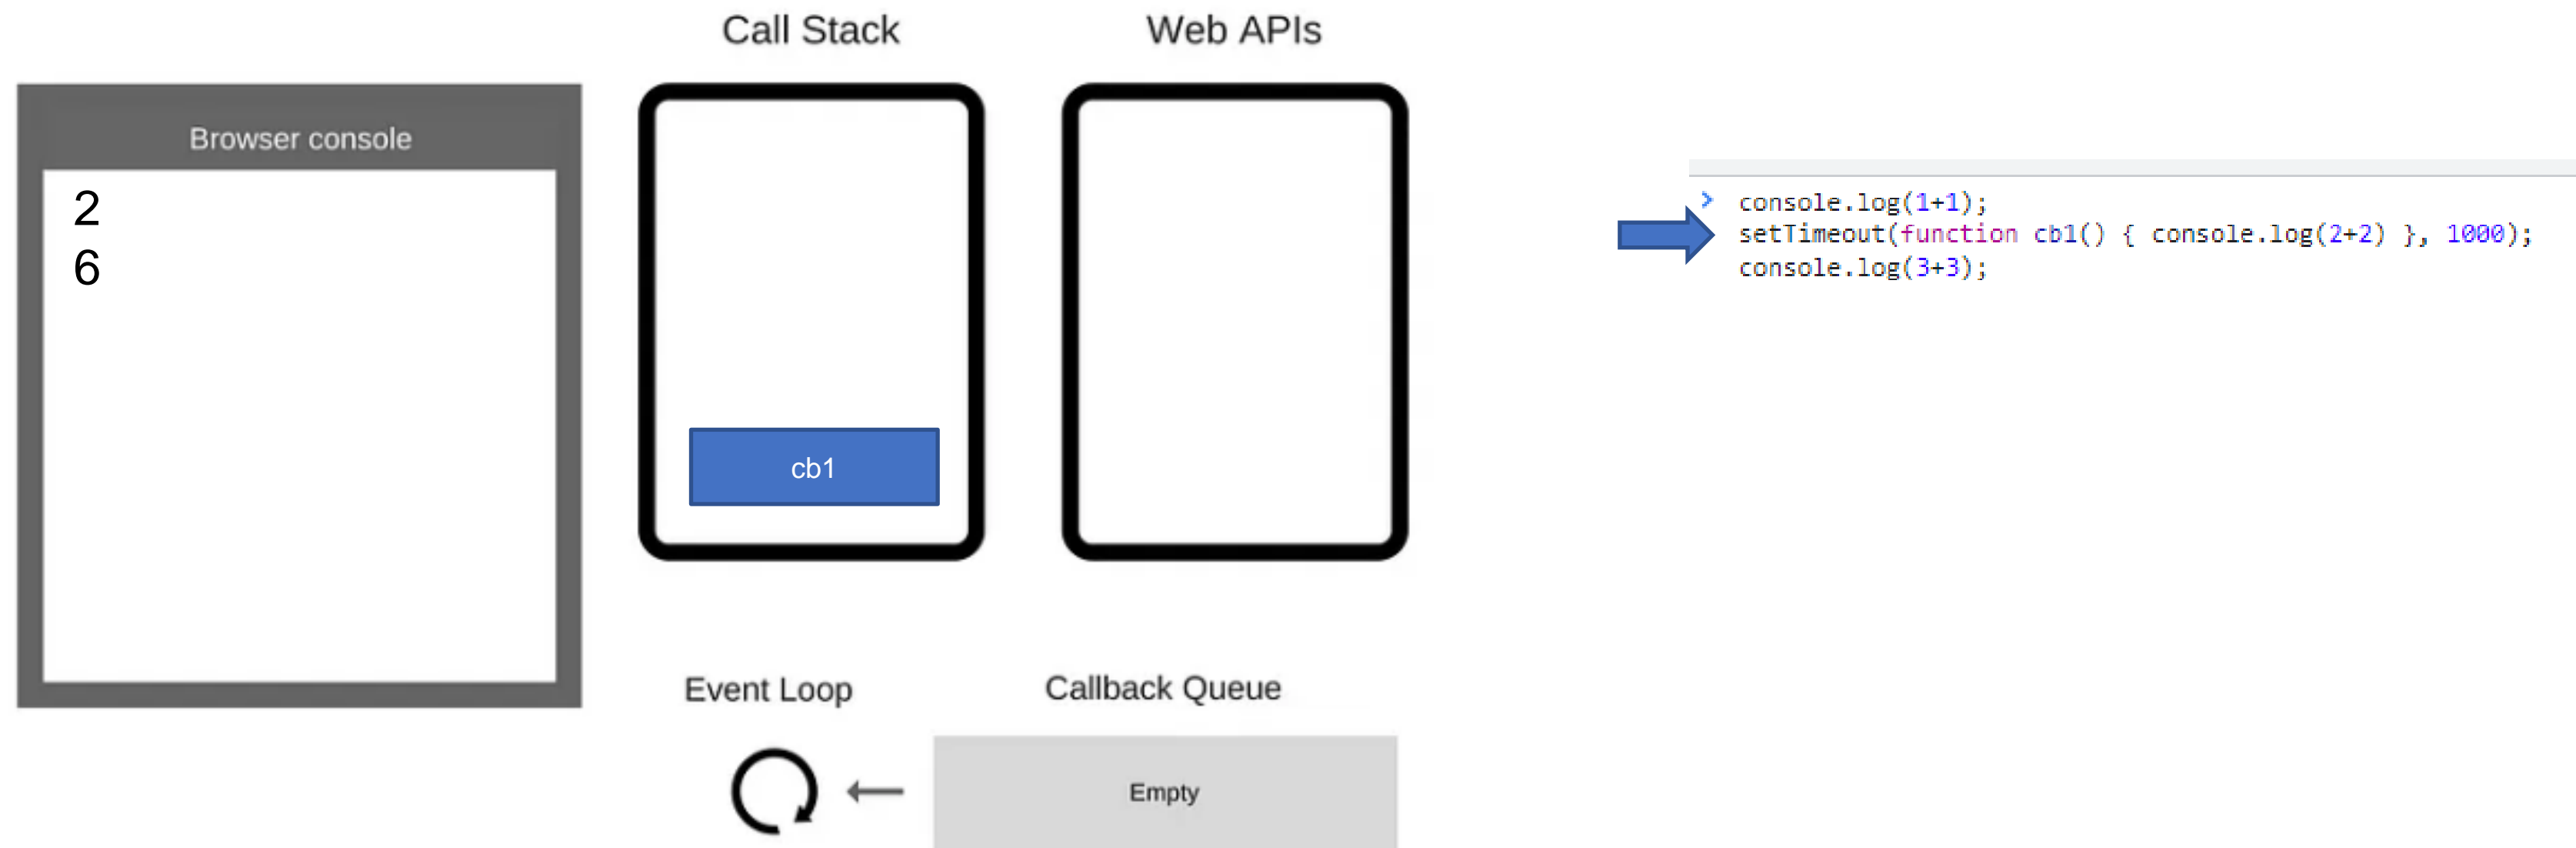 Call Stack
Web APIs
Browser console
2
6
cb1
> console.log(1+1);
setTimeout(function cb1() { console.log(2+2) }, 1000);
console.log(3+3);
Event Loop
Callback Queue
Empty